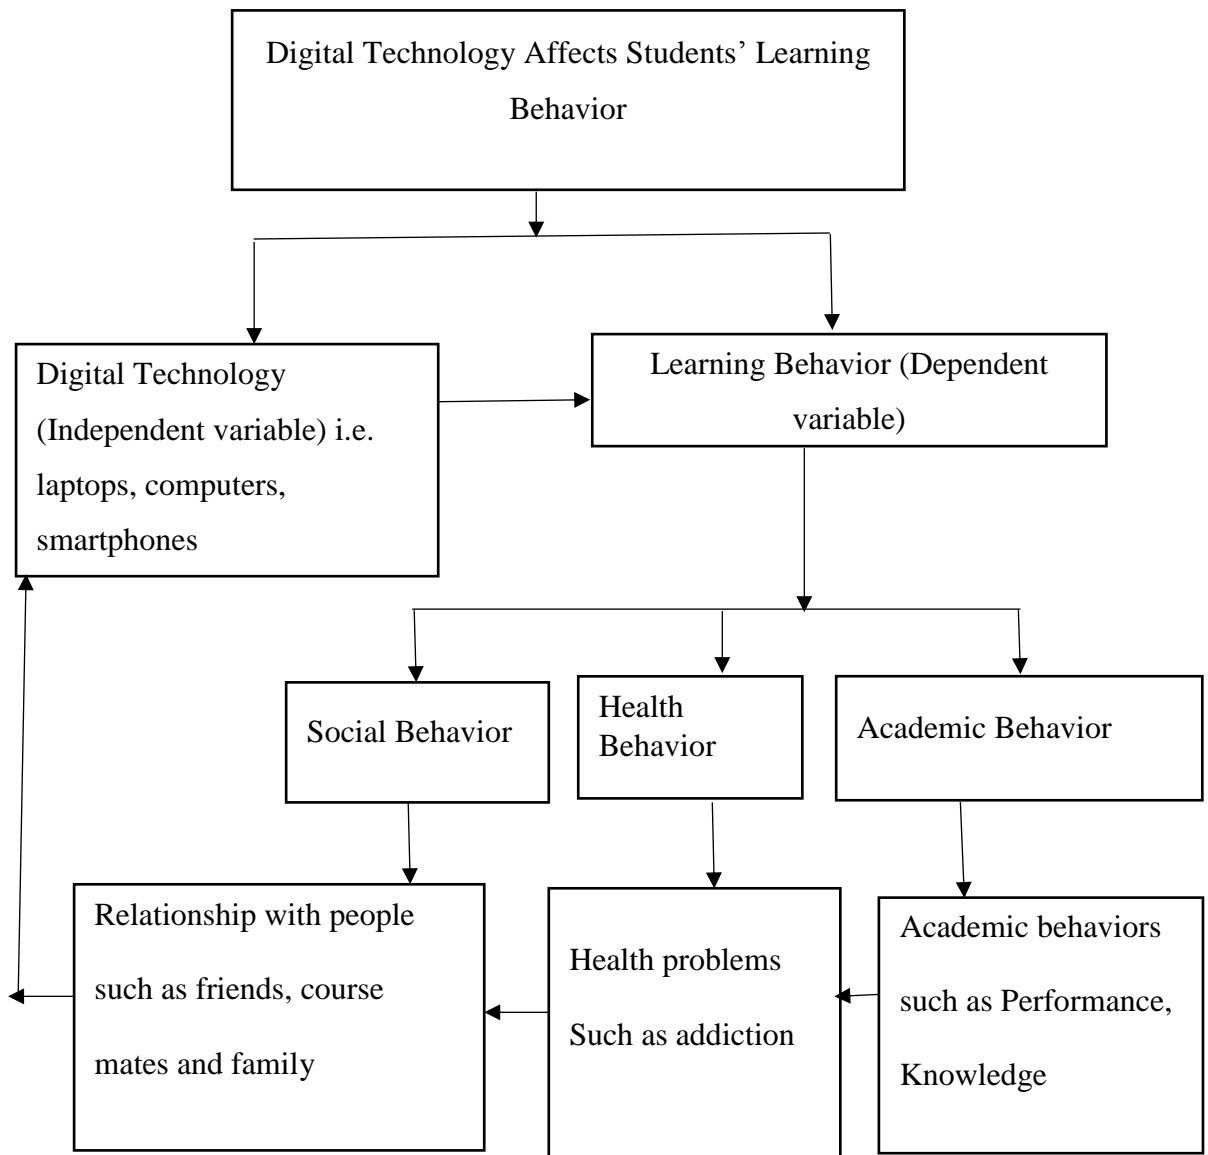 Digital Technology Affects Students’ Learning
Behavior
Digital Technology
(Independent variable) i.e.
laptops, computers,
smartphones
Learning Behavior (Dependent
variable)
Social Behavior
Health
Behavior
Academic Behavior
Relationship with people
such as friends, course
mates and family
Health problems
Such as addiction
Academic behaviors
such as Performance,
Knowledge